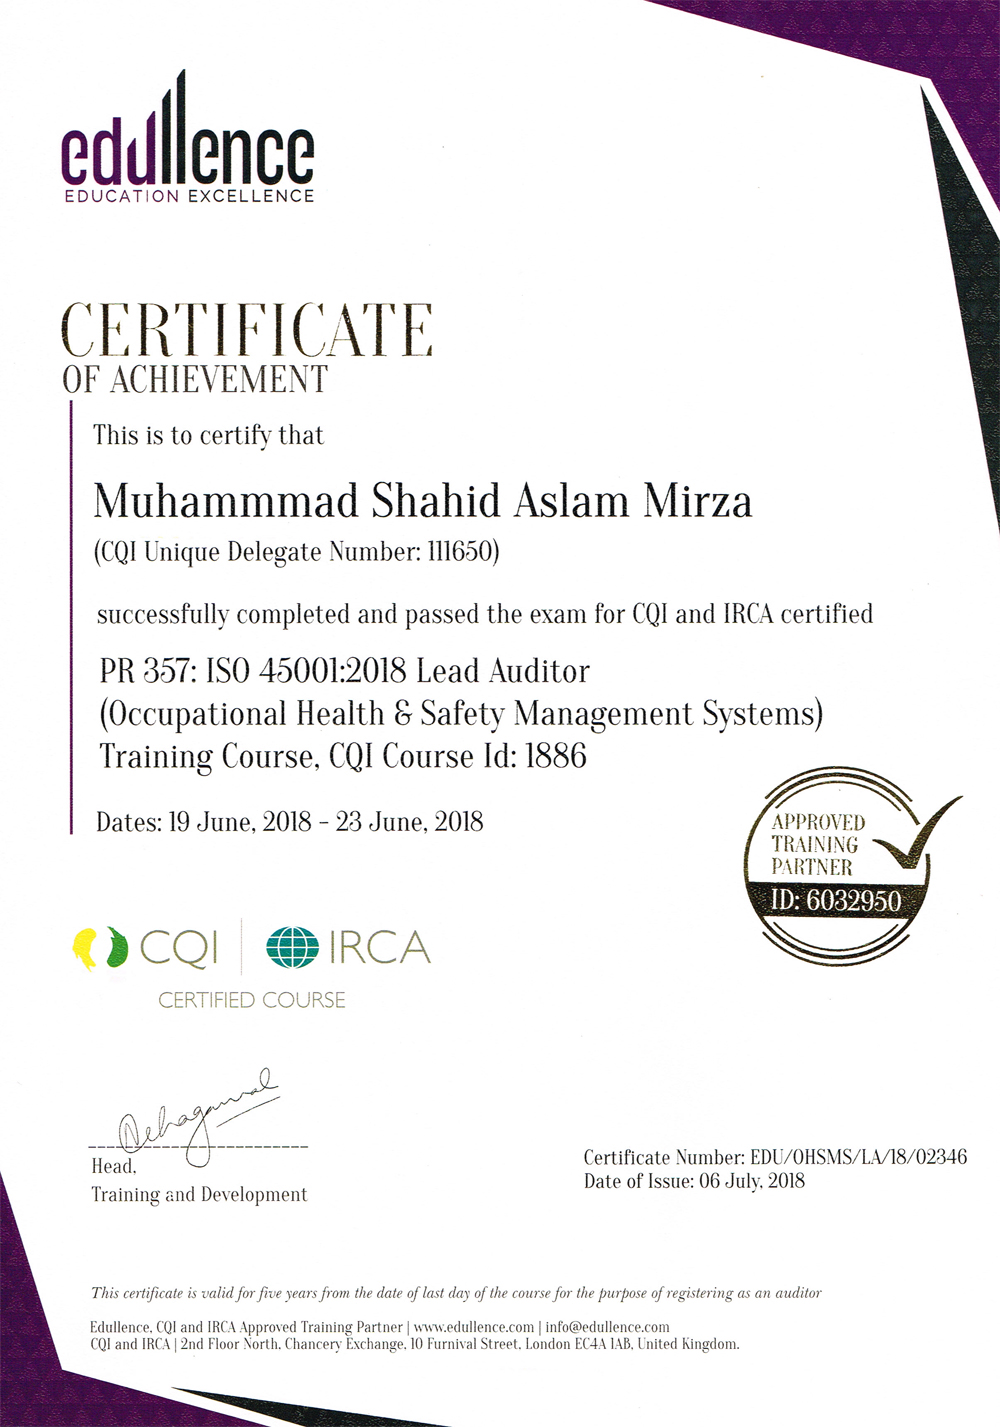 edullence
EDUCATION EXCELLENCE
CERTIFICATE
OF ACHIEVEMENT
This is to certify that
Muhammmad Shahid Aslam Mirza
(CQI Unique Delegate Number: 111650)
successfully completed and passed the exam for CQI and IRCA certified
PR 357: ISO 45001:2018 Lead Auditor
(Occupational Health & Safety Management Systems)
Training Course, CQI Course Id: 1886
Dates: 19 June, 2018 - 23 June, 2018
APPROVED
TRAINING
PARTNER
ID: 6032950
CQI IRCA
CERTIFIED COURSE
Head,
Training and Development
Certificate Number: EDU/OHSMS/LA/18/02346
Date of Issue: 06 July, 2018
This certificate is valid for five years from the date of last day of the course for the purpose of registering as an auditor
Edullence, CQI and IRCA Approved Training Partner | www.edullence.com | info@edullence.com
CQI and IRCA | 2nd Floor North, Chancery Exchange, 10 Furnival Street, London EC4A 1AB, United Kingdom.